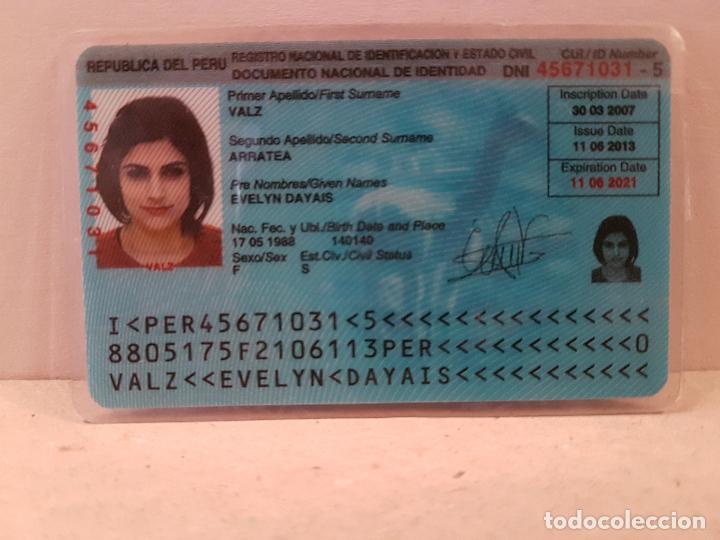 REPUBLICA DEL PERU REGISTRO NACIONAL DE IDENTIFICACION Y ESTADO CIVIL CUI / ID Number
DOCUMENTO NACIONAL DE IDENTIDAD DNI 45671031 - 5
Primer Apellido/First Surname
VALZ
Segundo Apellido/Second Surname
ARRATEA
Pre Nombres/Given Names
EVELYN DAYAIS
Nac. Fec. y Ubi./Birth Date and Place
17 05 1988 140140
Sexo/Sex Est.Civ./Civil Status
F S
Inscription Date
30 03 2007
Issue Date
11 06 2013
Expiration Date
11 06 2021
45671031
VALZ
I<PER45671031<5<<<<<<<<<<<<<<<
8805175F2106113PER<<<<<<<<<<<0
VALZ<<EVELYN<DAYAIS<<<<<<<<<<<
todocoleccion